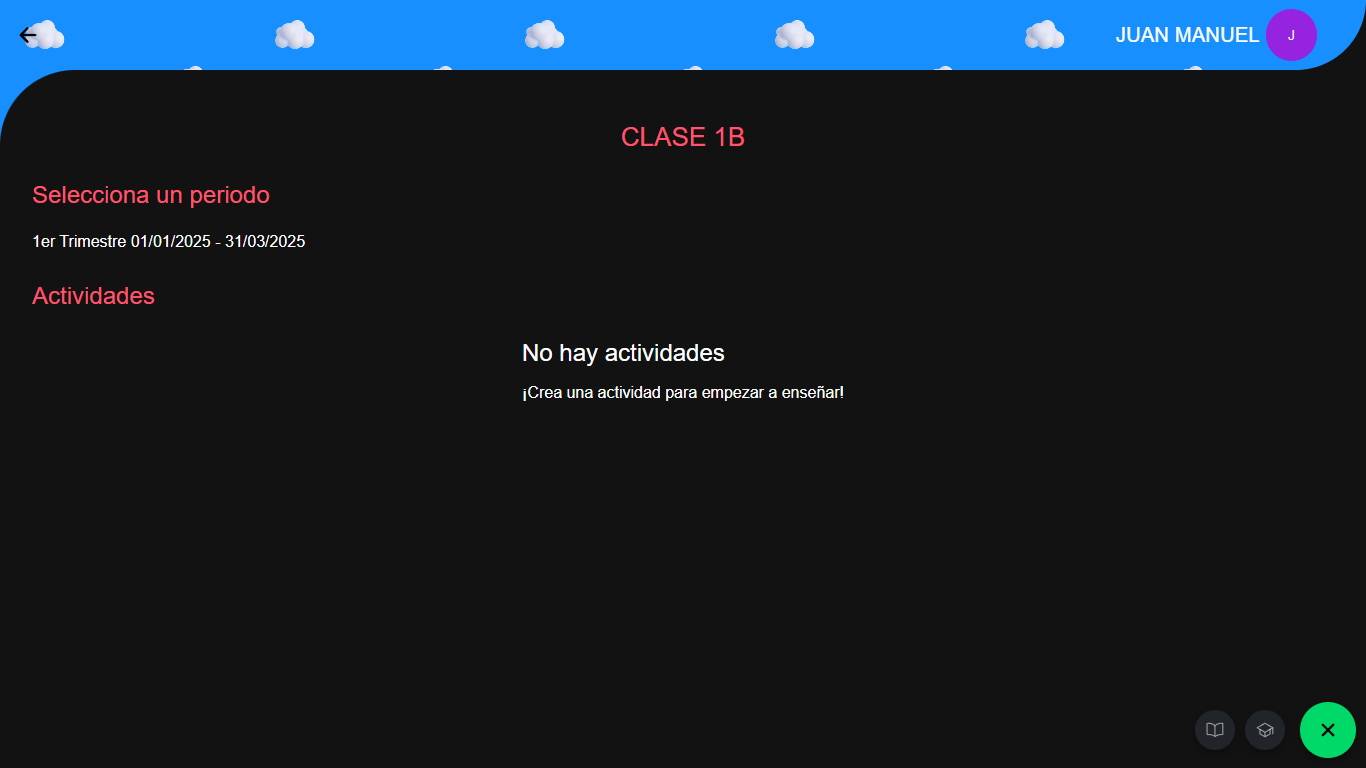 JUAN MANUEL
J
CLASE 1B
Selecciona un periodo
1er Trimestre 01/01/2025 - 31/03/2025
Actividades
No hay actividades
¡Crea una actividad para empezar a enseñar!